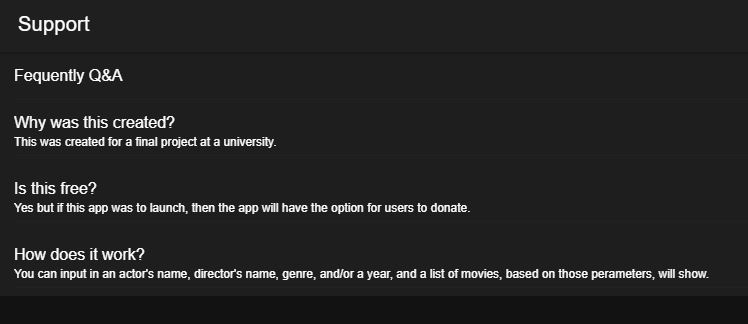 Support
Fequently Q&A
Why was this created?
This was created for a final project at a university.
Is this free?
Yes but if this app was to launch, then the app will have the option for users to donate.
How does it work?
You can input in an actor's name, director's name, genre, and/or a year, and a list of movies, based on those perameters, will show.